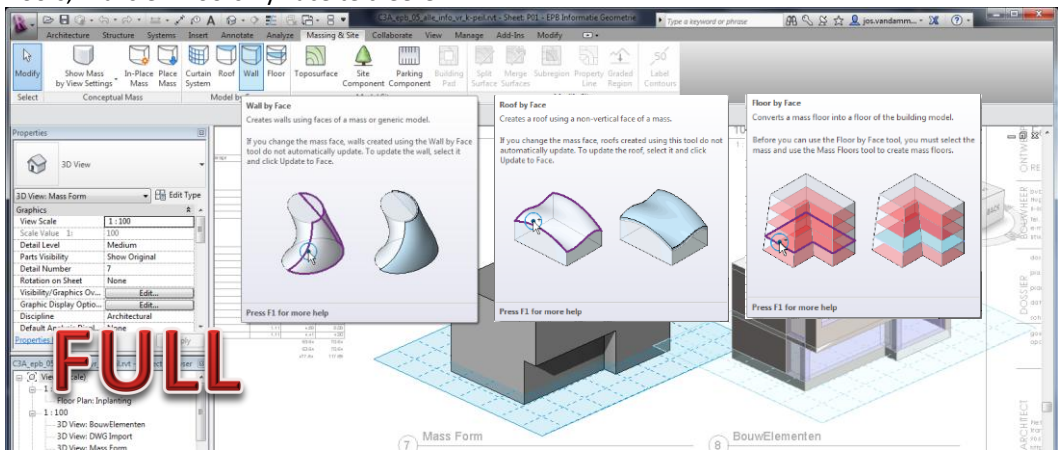 C3A_epb_05_alle_info_vr_k-peil.rvt - Sheet: P01 - EPB Informatie Geometrie
Type a keyword or phrase
jos.vandamm...
Architecture Structure Systems Insert Annotate Analyze Massing & Site Collaborate View Manage Add-Ins Modify
Modify
Show Mass
by View Settings
In-Place
Mass
Place
Mass
Curtain
System
Roof
Wall
Floor
Toposurface
Site
Component
Parking
Component
Building
Pad
Split
Surface
Merge
Surfaces
Subregion
Property
Line
Graded
Region
Label
Contours
Select
Conceptual Mass
Wall by Face
Creates walls using faces of a mass or generic model.
If you change the mass face, walls created using the Wall by Face
tool do not automatically update. To update the wall, select it
and click Update to Face.
Press F1 for more help
Roof by Face
Creates a roof using a non-vertical face of a mass.
If you change the mass face, roofs created using this tool do not
automatically update. To update the roof, select it and click
Update to Face.
Press F1 for more help
Floor by Face
Converts a mass floor into a floor of the building model.
Before you can use the Floor by Face tool, you must select the
mass and use the Mass Floors tool to create mass floors.
Press F1 for more help
Properties
3D View
3D View: Mass Form
Edit Type
Graphics
View Scale 1:100
Scale Value 1: 100
Detail Level Medium
Parts Visibility Show Original
Detail Number 7
Rotation on Sheet None
Visibility/Graphics Ov... Edit...
Graphic Display Optio... Edit...
Discipline Architectural
FULL
Floor Plan: Inplanting
1:100
3D View: BouwElementen
3D View: DWG Import
3D View: Mass Form
7 Mass Form
8 BouwElementen
BACK
DOSSIER
ARCHITECT